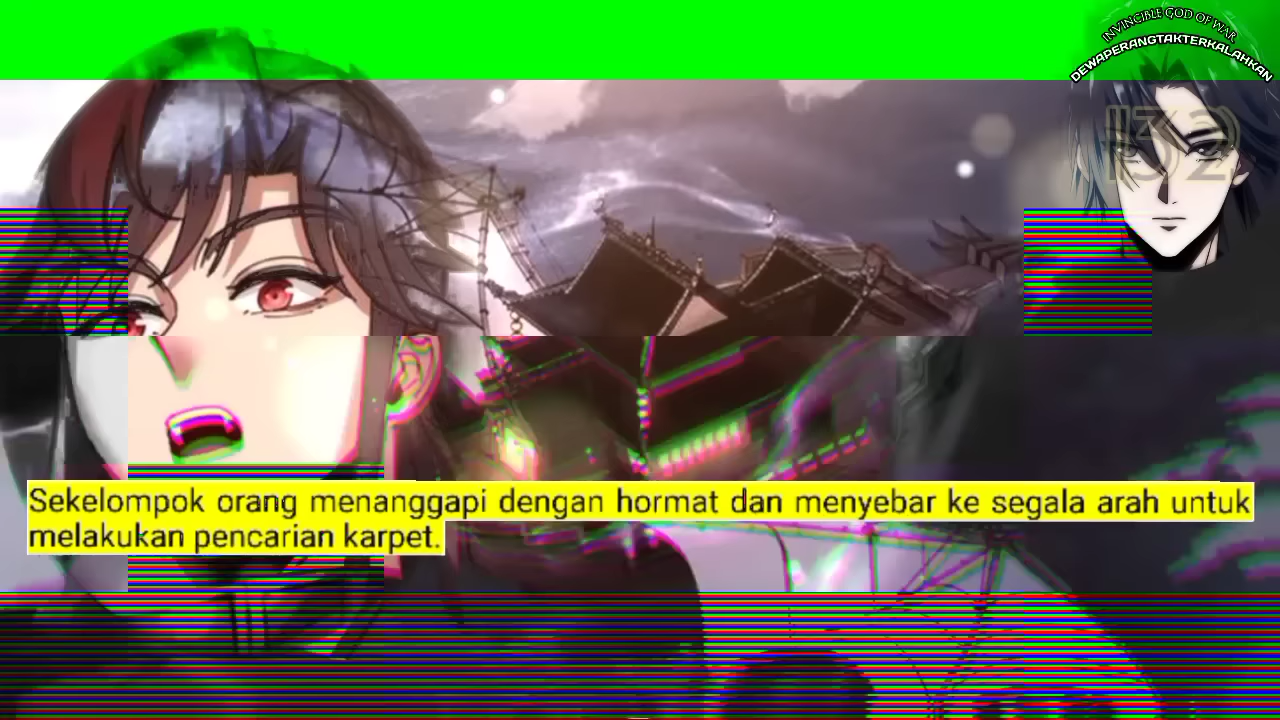 INVINCIBLE GOD OF WAR
DEWAPERANGTAKTERKALAHKAN
Sekelompok orang menanggapi dengan hormat dan menyebar ke segala arah untuk
melakukan pencarian karpet.